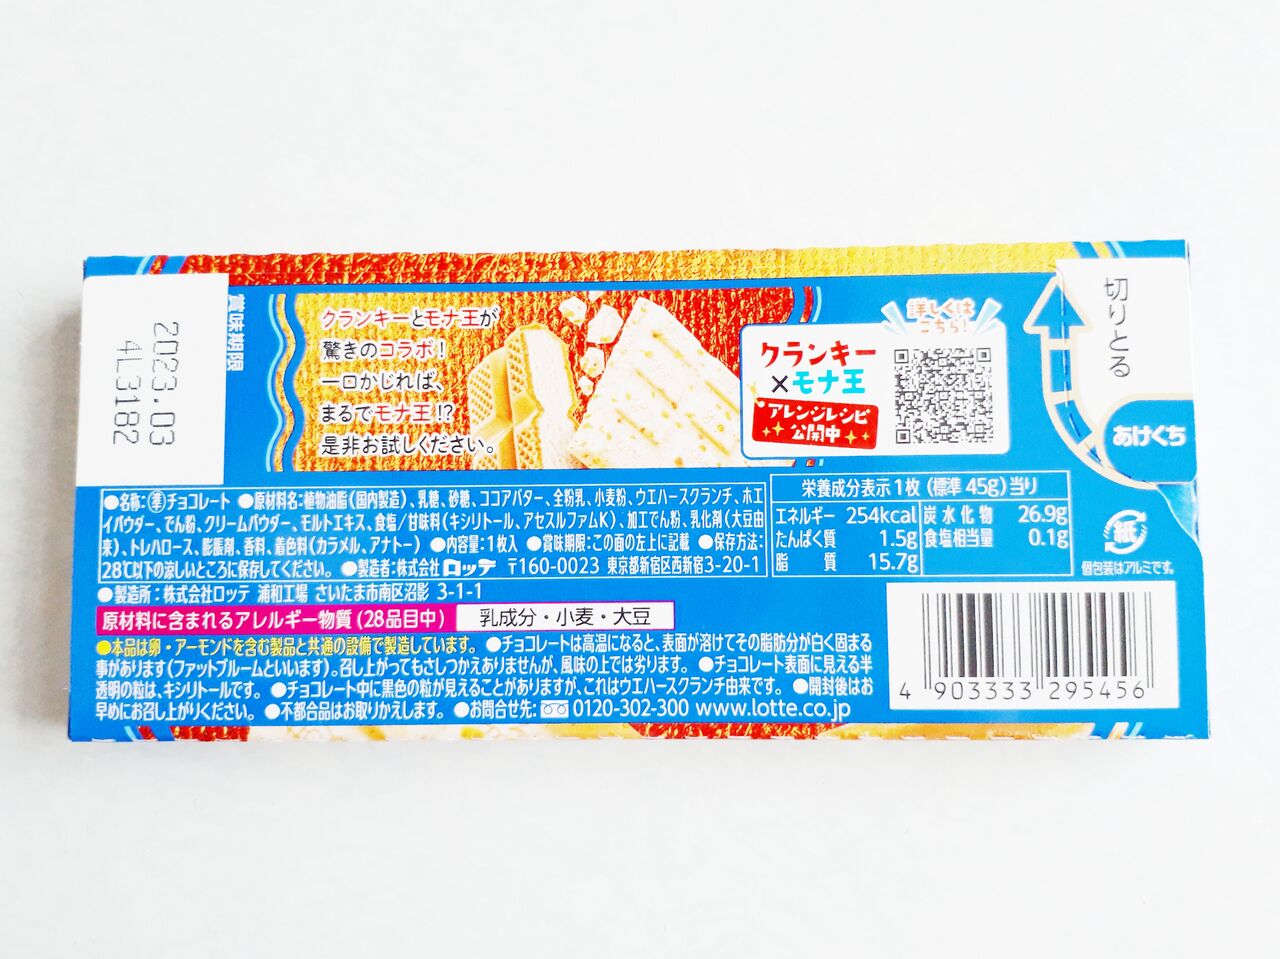 賞味期限
2023.03
4L3182
クランキーとモナ王が
驚きのコラボ!
一口かじれば、
まるでモナ王!?
是非お試しください。
詳しくは
こちら!
クランキー
×モナ王
アレンジレシピ
公開中
切りとる
あけくち
●名称:準チョコレート ●原材料名:植物油脂(国内製造)、乳糖、砂糖、ココアバター、全粉乳、小麦粉、ウエハースクランチ、ホエ
イパウダー、でん粉、クリームパウダー、モルトエキス、食塩/甘味料(キシリトール、アセスルファムK)、加工でん粉、乳化剤(大豆由
来)、トレハロース、膨脹剤、香料、着色料(カラメル、アナトー) ●内容量:1枚入 ●賞味期限:この面の左上に記載 ●保存方法:
28℃以下の涼しいところに保存してください。 ●製造者:株式会社ロッテ 〒160-0023 東京都新宿区西新宿3-20-1
●製造所:株式会社ロッテ 浦和工場 さいたま市南区沼影 3-1-1
栄養成分表示1枚(標準45g)当り
エネルギー 254kcal 炭水化物 26.9g
たんぱく質 1.5g 食塩相当量 0.1g
脂質 15.7g
紙
個包装はアルミです。
原材料に含まれるアレルギー物質(28品目中) 乳成分・小麦・大豆
●本品は卵・アーモンドを含む製品と共通の設備で製造しています。 ●チョコレートは高温になると、表面が溶けてその脂肪分が白く固まる
事があります(ファットブルームといいます)。召し上がってもさしつかえありませんが、風味の上では劣ります。 ●チョコレート表面に見える半
透明の粒は、キシリトールです。 ●チョコレート中に黒色の粒が見えることがありますが、これはウエハースクランチ由来です。 ●開封後はお
早めにお召し上がりください。 ●不都合品はお取りかえします。 ●お問合せ先: 0120-302-300 www.lotte.co.jp
4 903333 295456